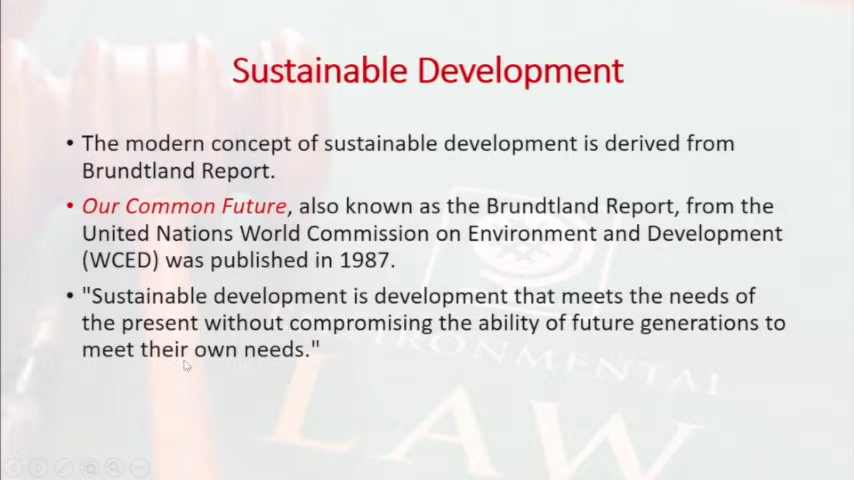 Sustainable Development
• The modern concept of sustainable development is derived from
Brundtland Report.
• Our Common Future, also known as the Brundtland Report, from the
United Nations World Commission on Environment and Development
(WCED) was published in 1987.
• "Sustainable development is development that meets the needs of
the present without compromising the ability of future generations to
meet their own needs."
ENVIRONMENTAL
LAW